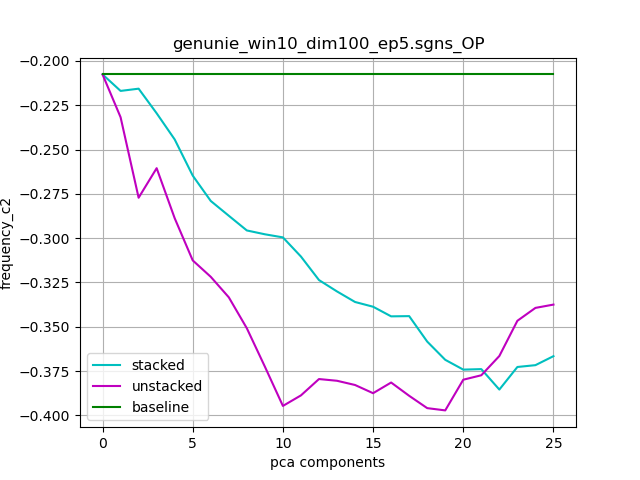 genunie_win10_dim100_ep5.sgns_OP
−0.200
−0.225
−0.250
−0.275
−0.300
−0.325
−0.350
−0.375
−0.400
frequency_c2
stacked
unstacked
baseline
0
5
10
15
20
25
pca components